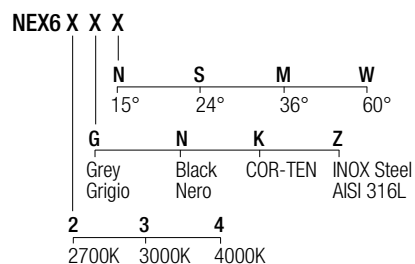 NEX6 X X X
N S M W
15° 24° 36° 60°
G N K Z
Grey Black COR-TEN INOX Steel
Grigio Nero AISI 316L
2 3 4
2700K 3000K 4000K